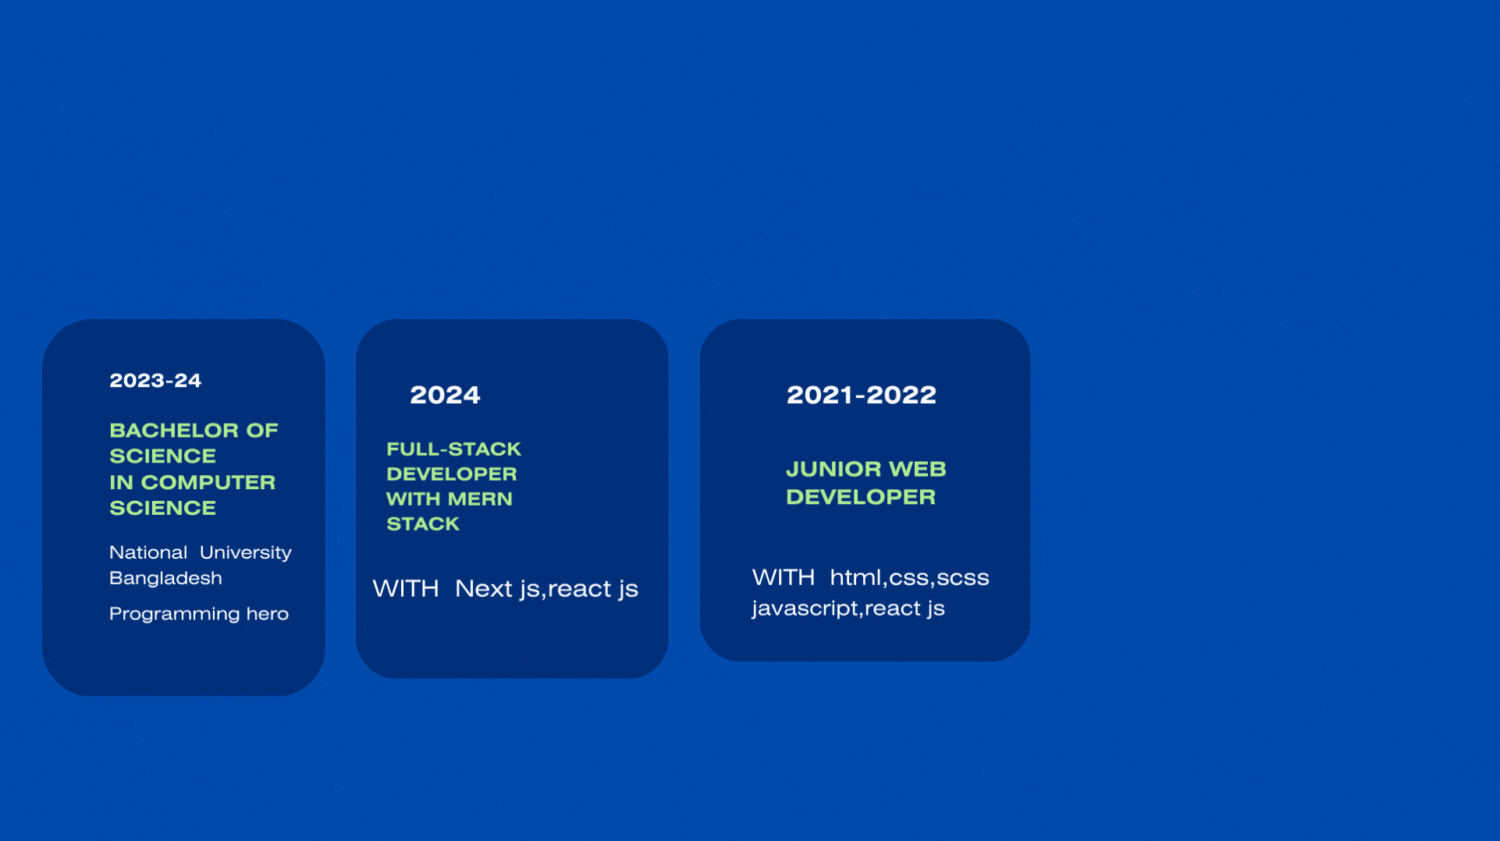 2023-24
BACHELOR OF
SCIENCE
IN COMPUTER
SCIENCE
National University
Bangladesh
Programming hero
2024
FULL-STACK
DEVELOPER
WITH MERN
STACK
WITH Next js,react js
2021-2022
JUNIOR WEB
DEVELOPER
WITH html,css,scss
javascript,react js